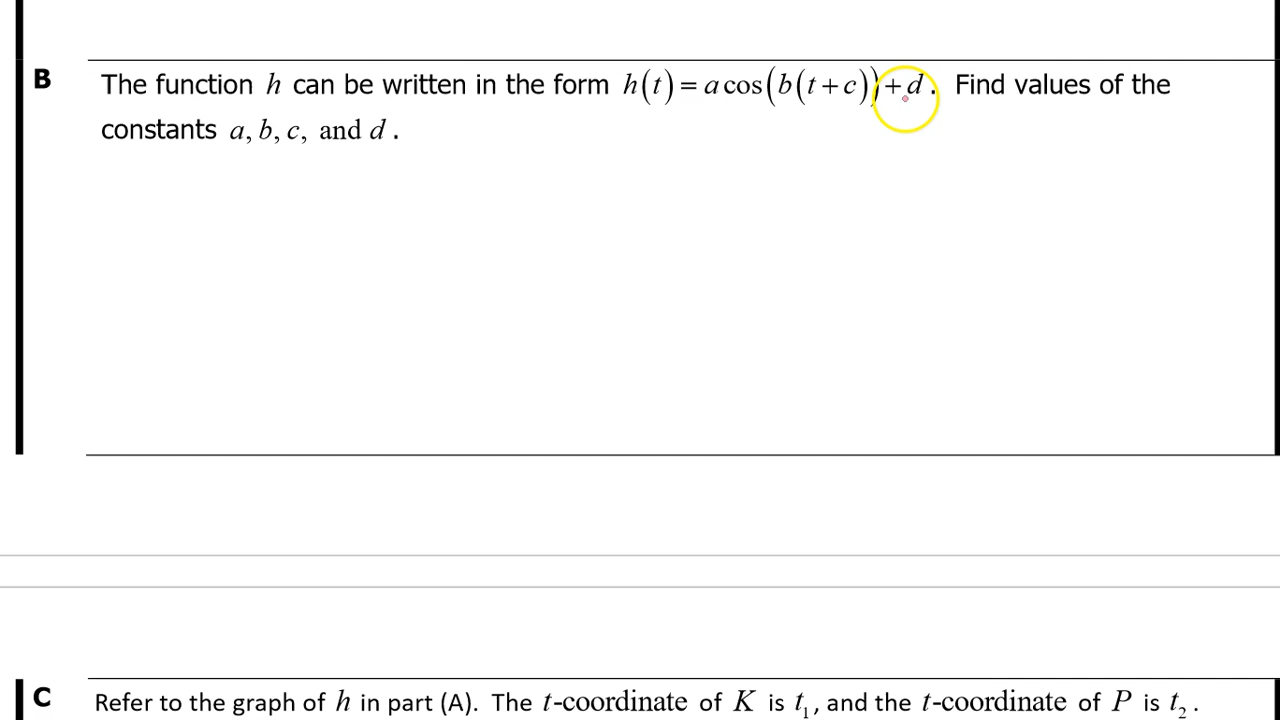 B The function h can be written in the form h(t) = a cos(b(t + c)) + d. Find values of the
constants a, b, c, and d.
C Refer to the graph of h in part (A). The t-coordinate of K is t₁, and the t-coordinate of P is t₂.